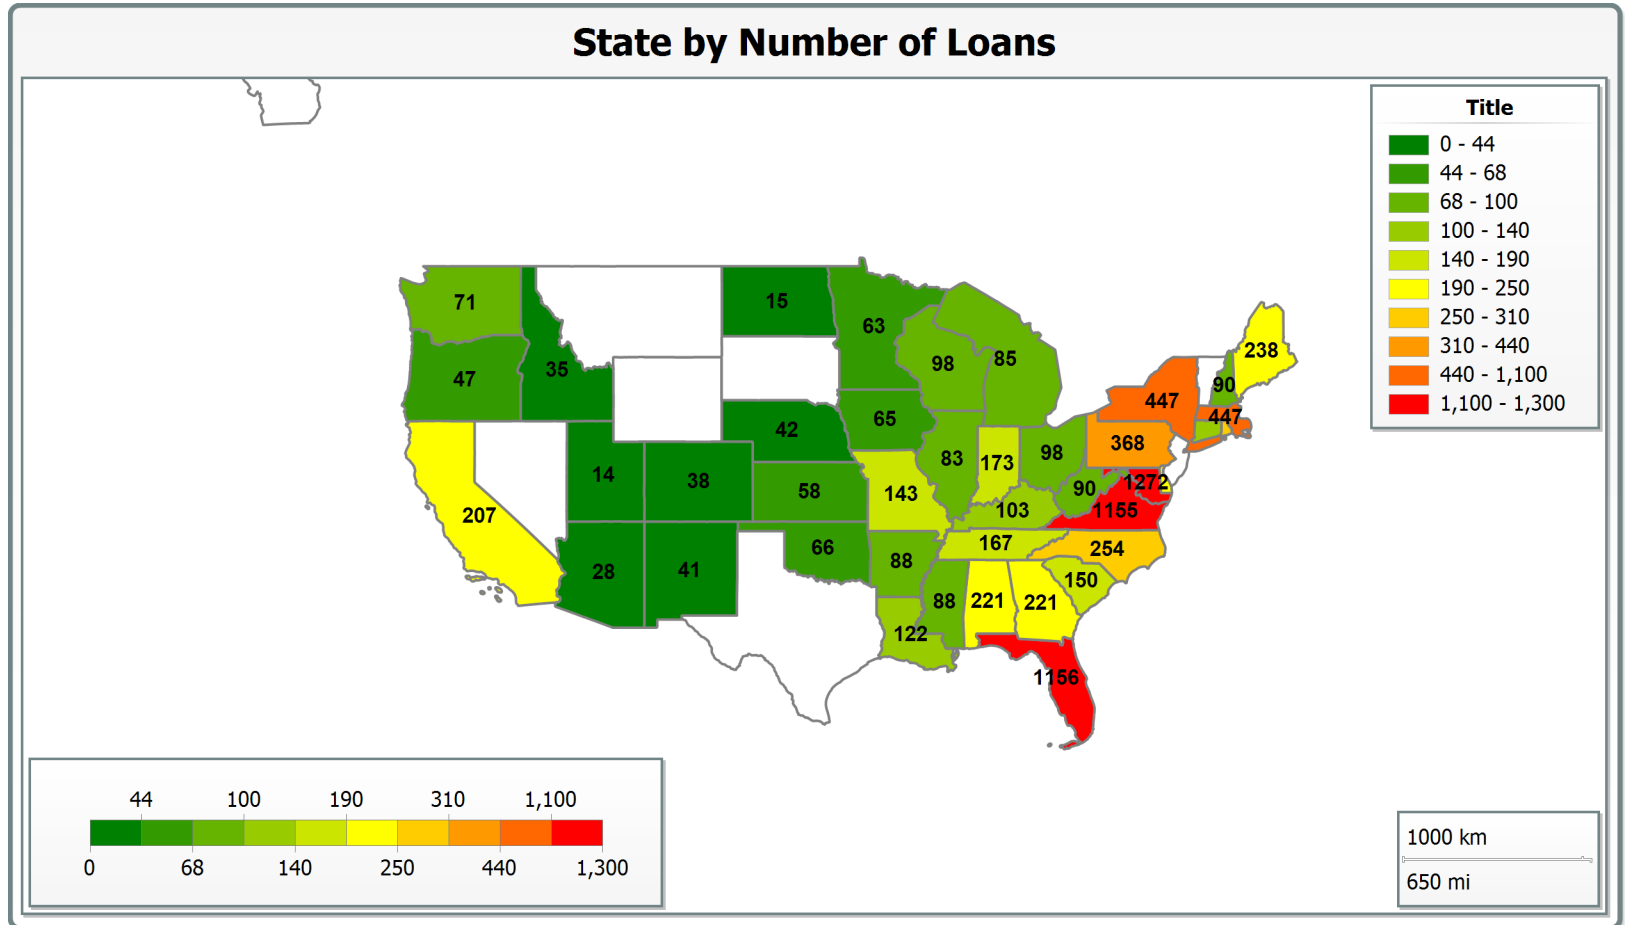 State by Number of Loans
Title
0 - 44
44 - 68
68 - 100
100 - 140
140 - 190
190 - 250
250 - 310
310 - 440
440 - 1,100
1,100 - 1,300
71
15
63
98
85
238
47
35
90
447
447
65
42
368
83
173
98
14
38
58
143
90
1272
207
103
1155
28
41
66
88
167
254
150
88
221
221
122
1156
44 100 190 310 1,100
0 68 140 250 440 1,300
1000 km
650 mi